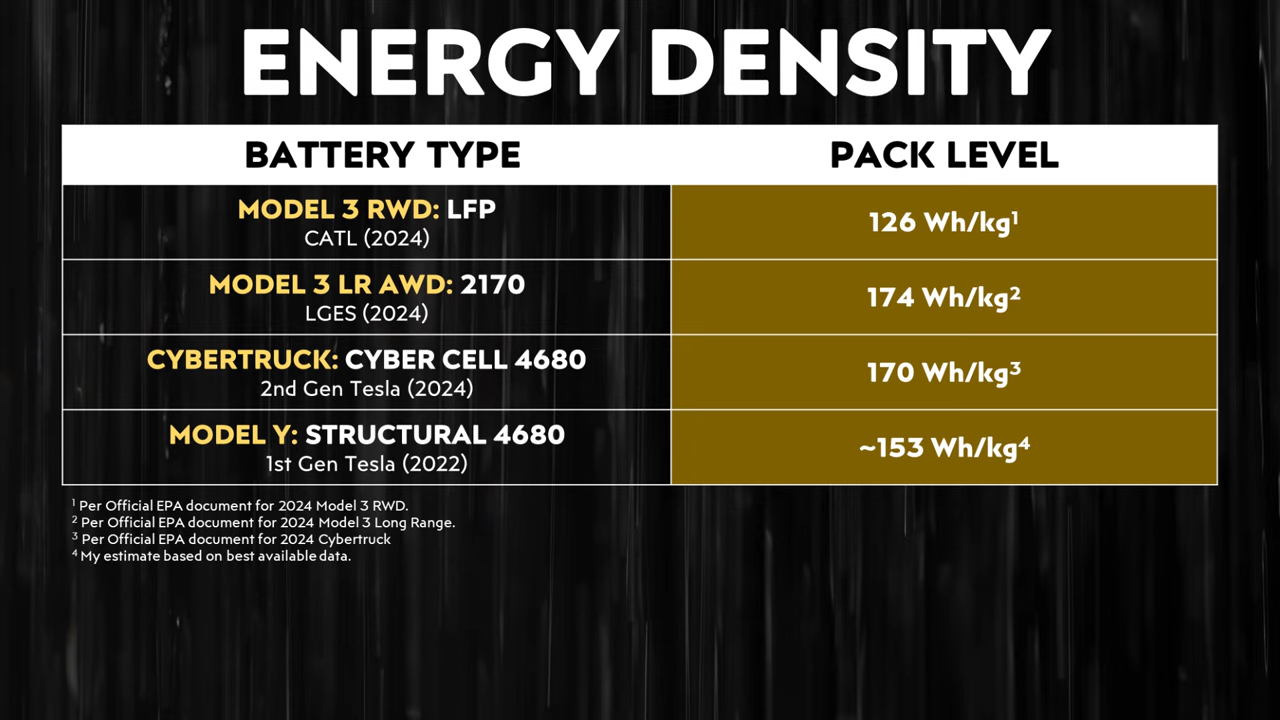 ENERGY DENSITY
BATTERY TYPE
PACK LEVEL
MODEL 3 RWD: LFP
CATL (2024)
126 Wh/kg¹
MODEL 3 LR AWD: 2170
LGES (2024)
174 Wh/kg²
CYBERTRUCK: CYBER CELL 4680
2nd Gen Tesla (2024)
170 Wh/kg³
MODEL Y: STRUCTURAL 4680
1st Gen Tesla (2022)
~153 Wh/kg⁴
¹ Per Official EPA document for 2024 Model 3 RWD.
² Per Official EPA document for 2024 Model 3 Long Range.
³ Per Official EPA document for 2024 Cybertruck
⁴ My estimate based on best available data.